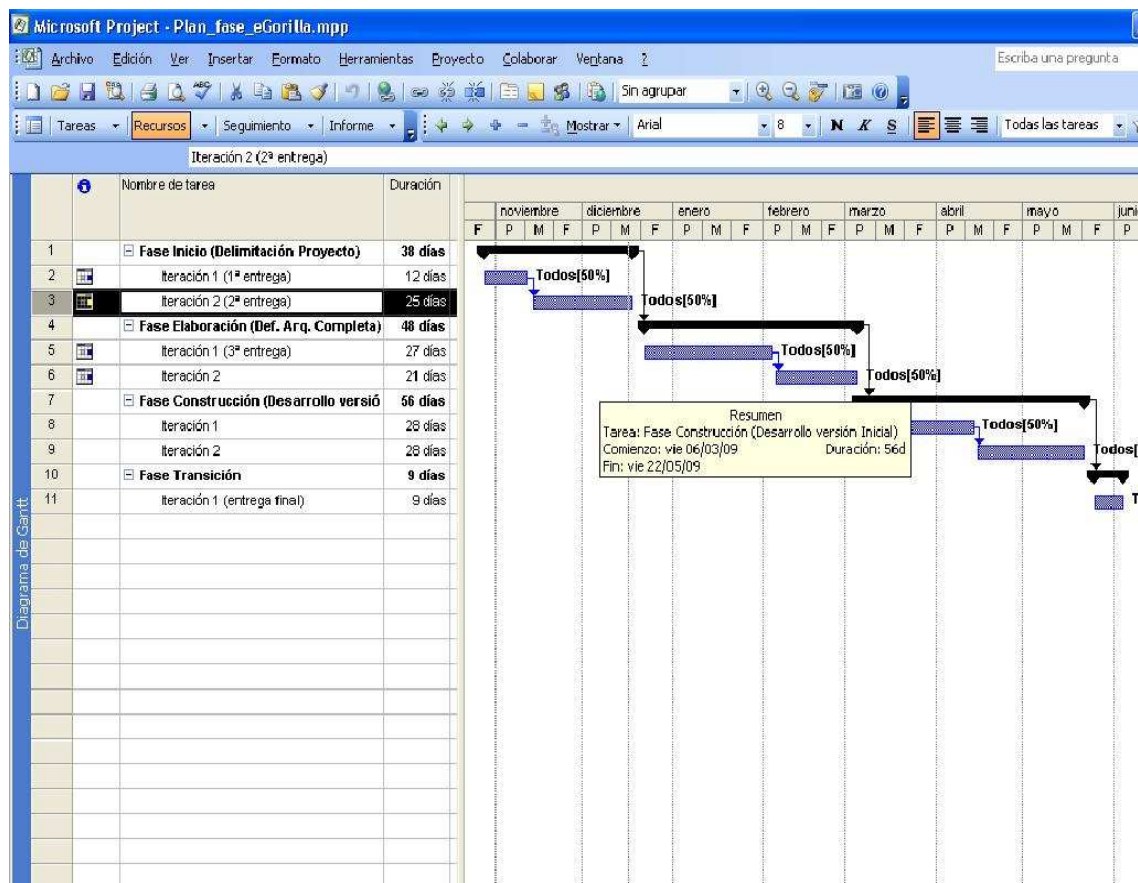 Microsoft Project - Plan_fase_eGorilla.mpp
Archivo Edición Ver Insertar Formato Herramientas Proyecto Colaborar Ventana ? Escriba una pregunta
Sin agrupar
Tareas Recursos Seguimiento Informe Mostrar Arial 8 N K S Todas las tareas
Iteración 2 (2ª entrega)
Nombre de tarea Duración
noviembre diciembre enero febrero marzo abril mayo juni
F P M F P M F P M F P M F P M F P M F P M F P
1 Fase Inicio (Delimitación Proyecto) 38 días
2 Iteración 1 (1ª entrega) 12 días Todos[50%]
3 Iteración 2 (2ª entrega) 25 días Todos[50%]
4 Fase Elaboración (Def. Arq. Completa) 48 días
5 Iteración 1 (3ª entrega) 27 días Todos[50%]
6 Iteración 2 21 días Todos[50%]
7 Fase Construcción (Desarrollo versió 56 días
8 Iteración 1 28 días Todos[50%]
9 Iteración 2 28 días Todos[
10 Fase Transición 9 días
11 Iteración 1 (entrega final) 9 días T
Resumen
Tarea: Fase Construcción (Desarrollo versión Inicial)
Comienzo: vie 06/03/09 Duración: 56d
Fin: vie 22/05/09
Diagrama de Gantt